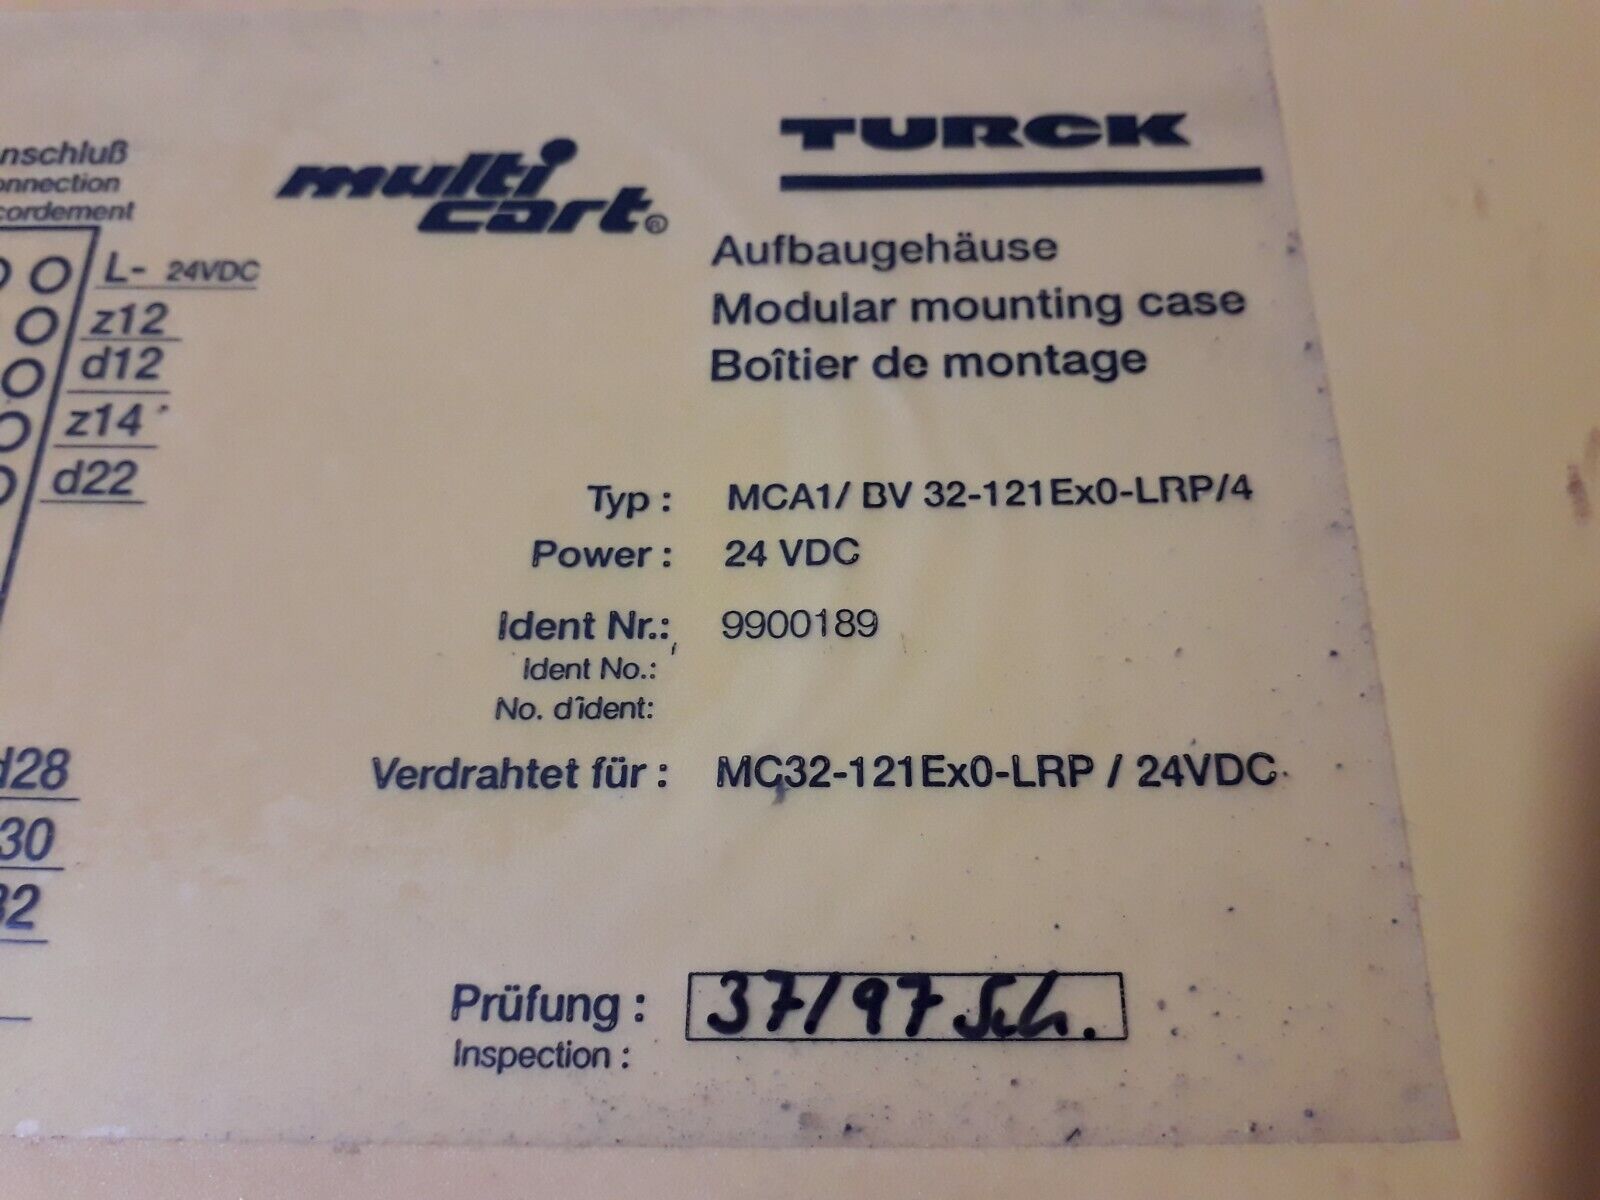 TURCK
multi
cart®
nschluß
onnection
cordement
Aufbaugehäuse
Modular mounting case
Boîtier de montage
L- 24VDC
z12
d12
z14
d22
Typ : MCA1/ BV 32-121Ex0-LRP/4
Power : 24 VDC
Ident Nr.: 9900189
Ident No.:
No. d'ident:
d28
30
32
Verdrahtet für : MC32-121Ex0-LRP / 24VDC
Prüfung : 37/97 Sch.
Inspection :